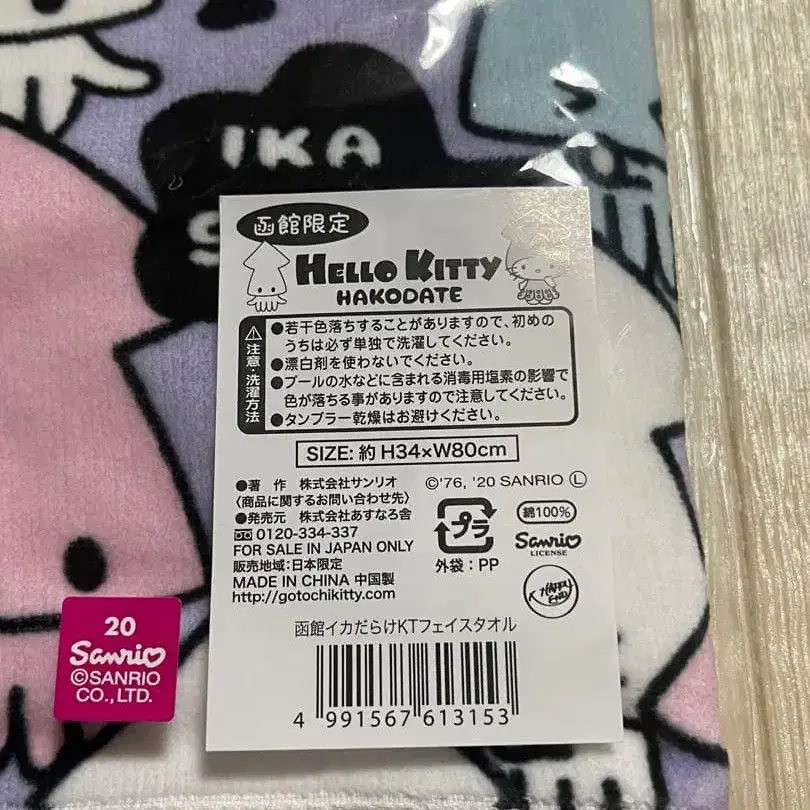 IKA
S
函館限定
HELLO KITTY
HAKODATE
⚠注意・洗濯方法
●若干色落ちすることがありますので、初めの
うちは必ず単独で洗濯してください。
●漂白剤を使わないでください。
●プールの水などに含まれる消毒用塩素の影響で
色が落ちる事がありますので注意してください。
●タンブラー乾燥はお避けください。
SIZE: 約 H34×W80cm
●著 作 株式会社サンリオ
©'76, '20 SANRIO Ⓛ
〈商品に関するお問い合わせ先〉
●発売元 株式会社あすなろ舎
0120-334-337
FOR SALE IN JAPAN ONLY
販売地域:日本限定
MADE IN CHINA 中国製
http://gotochikitty.com
プラ
外袋:PP
綿100%
Sanrio
LICENSE
HAPPY END
函館イカだらけKTフェイスタオル
4 991567 613153
20
Sanrio
©SANRIO
CO., LTD.